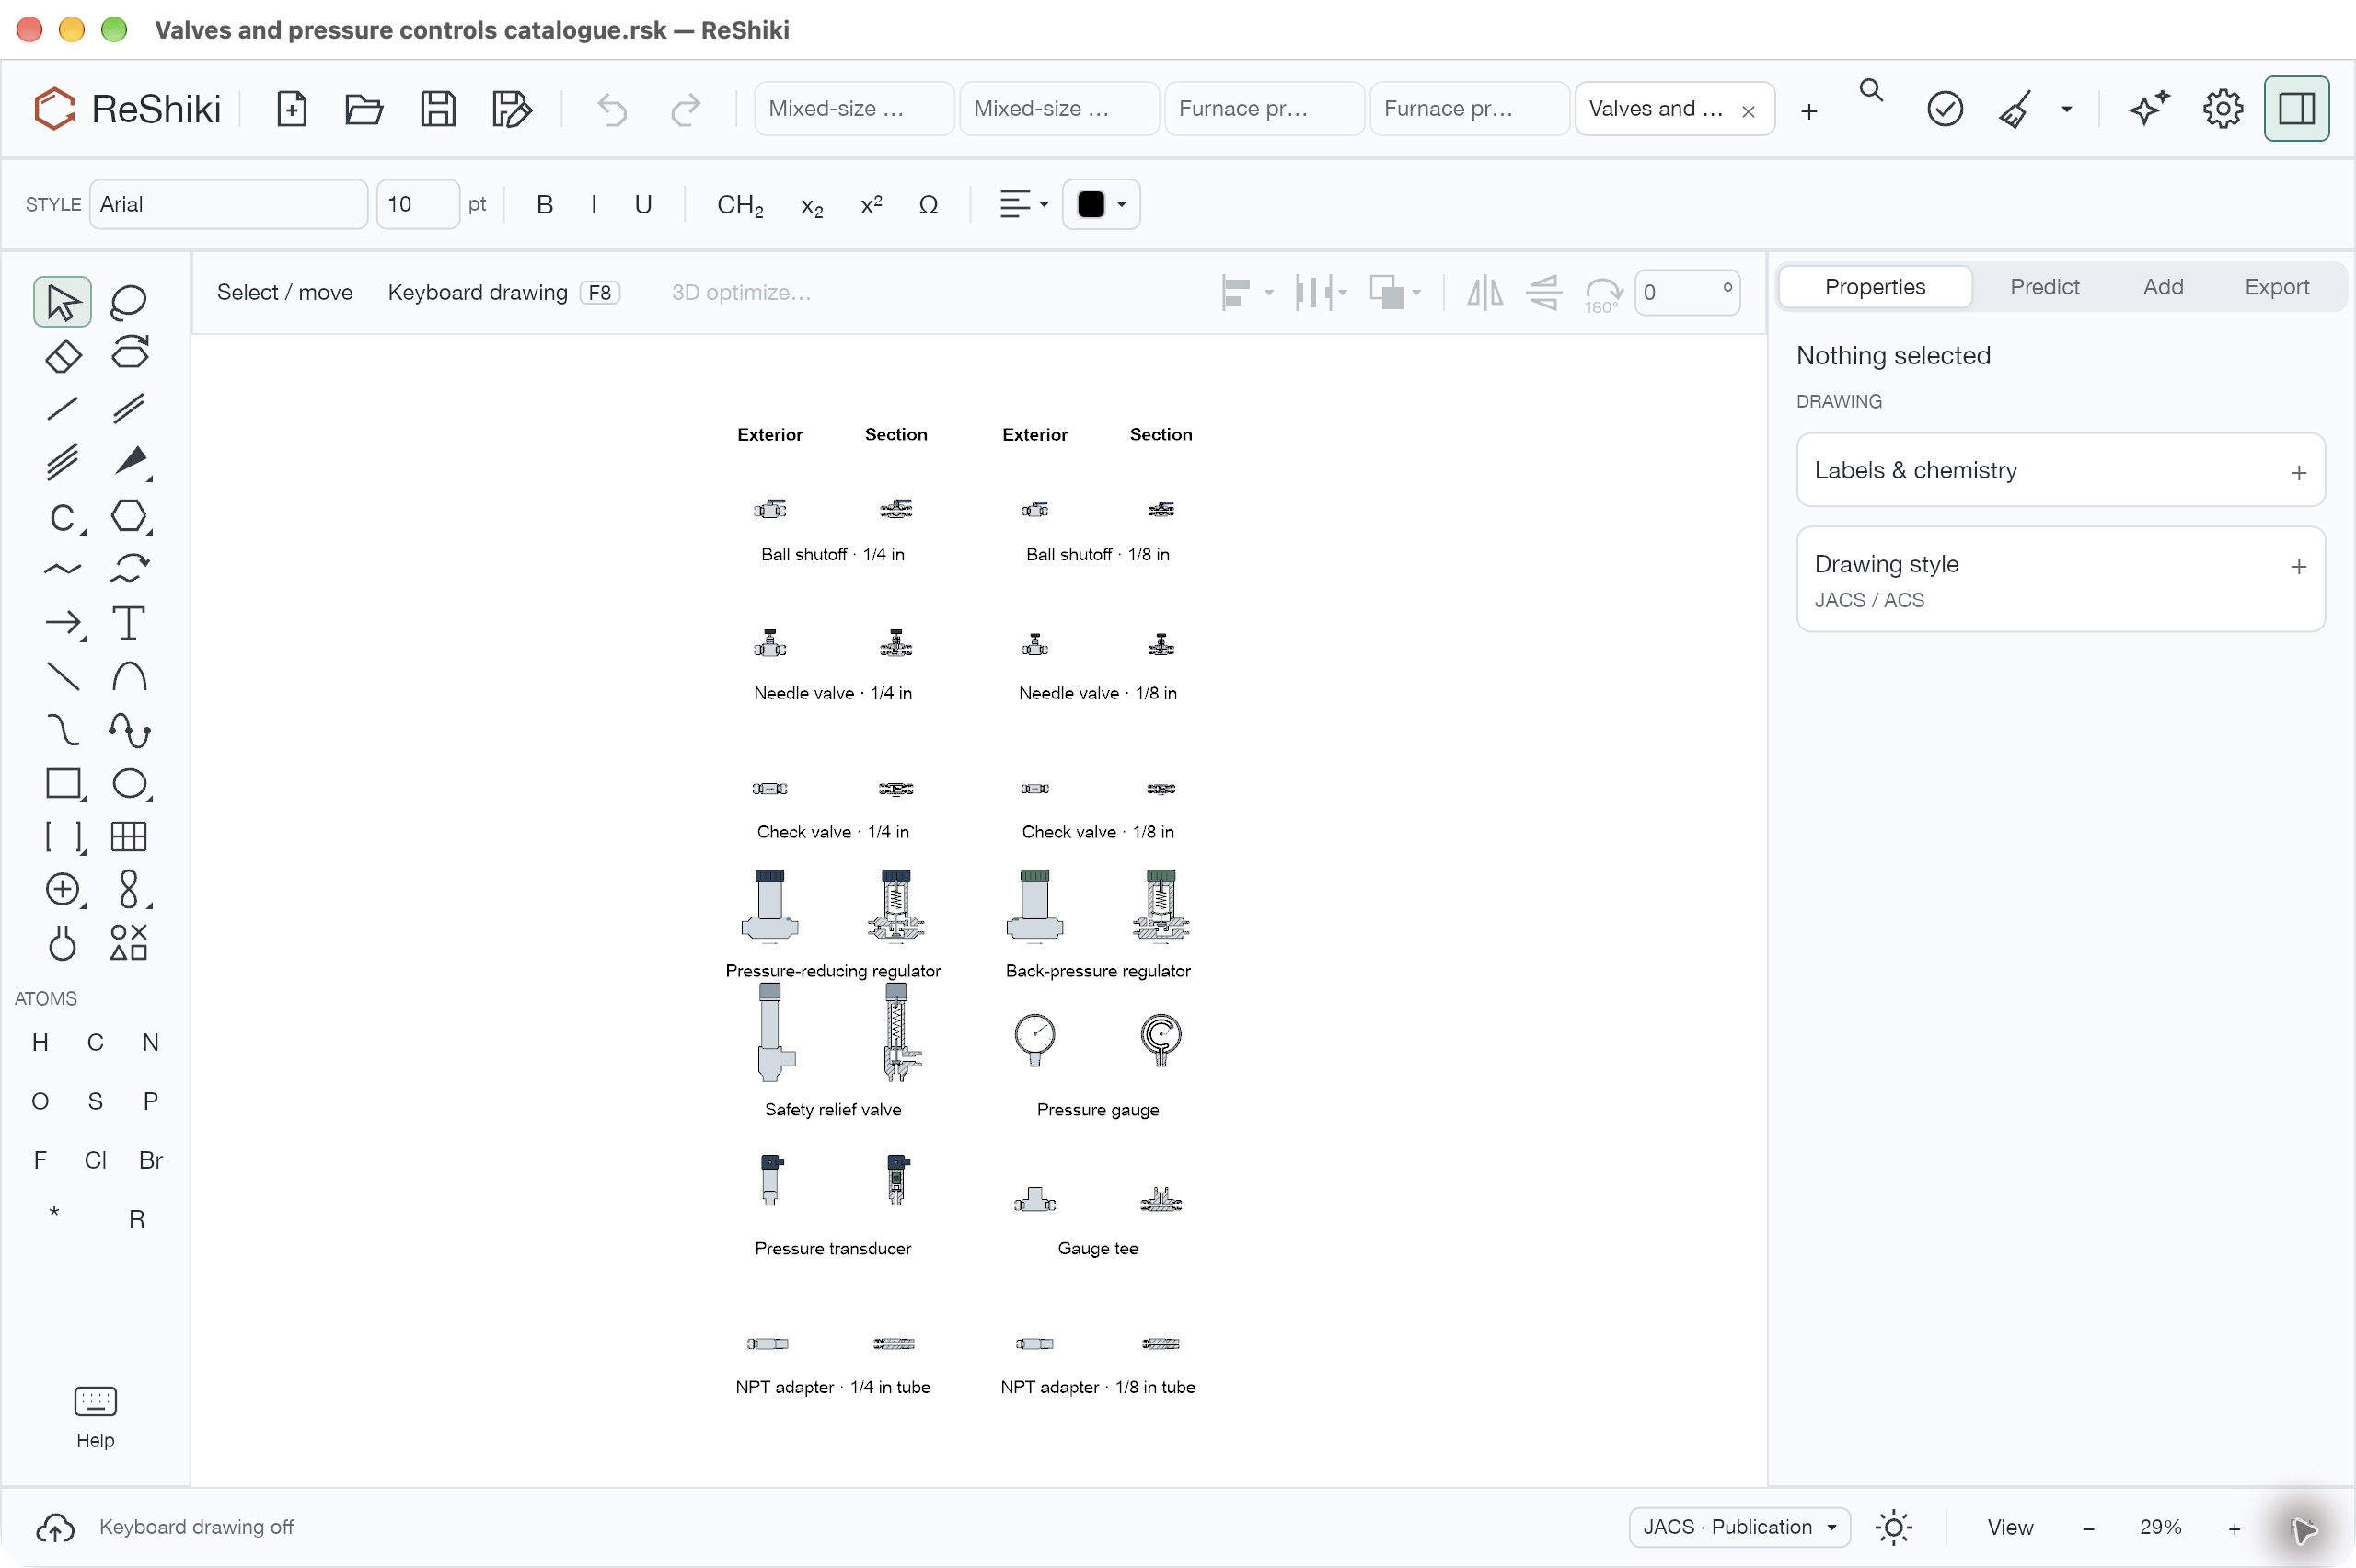 Valves and pressure controls catalogue.rsk — ReShiki
ReShiki
Mixed-size ...
Mixed-size ...
Furnace pr...
Furnace pr...
Valves and ...
STYLE Arial 10 pt B I U CH₂ x₂ x² Ω
Select / move Keyboard drawing F8 3D optimize...
180° 0 °
Properties Predict Add Export
Nothing selected
DRAWING
Labels & chemistry +
Drawing style +
JACS / ACS
Exterior Section Exterior Section
Ball shutoff · 1/4 in Ball shutoff · 1/8 in
Needle valve · 1/4 in Needle valve · 1/8 in
Check valve · 1/4 in Check valve · 1/8 in
Pressure-reducing regulator Back-pressure regulator
Safety relief valve Pressure gauge
Pressure transducer Gauge tee
NPT adapter · 1/4 in tube NPT adapter · 1/8 in tube
C
T
ATOMS
H C N
O S P
F Cl Br
* R
Help
Keyboard drawing off
JACS · Publication View − 29% +